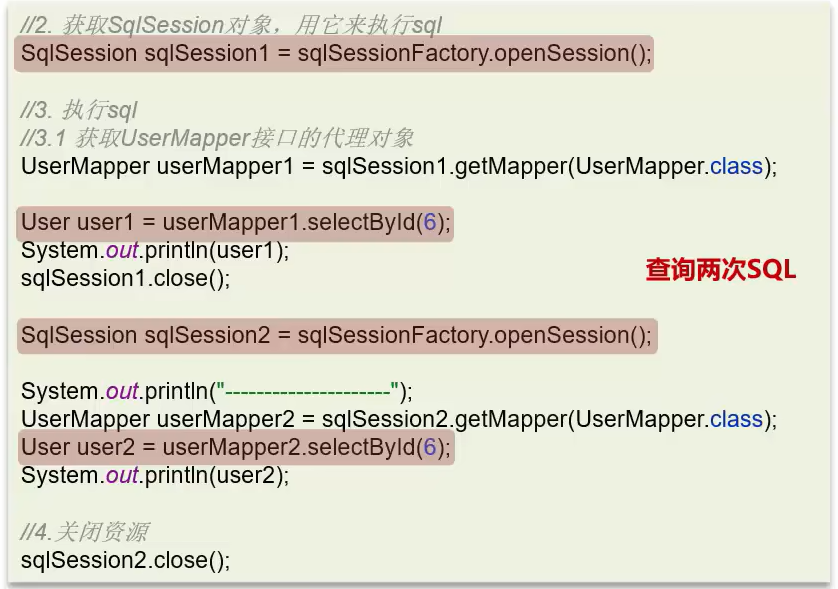 //2. 获取SqlSession对象，用它来执行sql
SqlSession sqlSession1 = sqlSessionFactory.openSession();
//3. 执行sql
//3.1 获取UserMapper接口的代理对象
UserMapper userMapper1 = sqlSession1.getMapper(UserMapper.class);
User user1 = userMapper1.selectById(6);
System.out.println(user1);
sqlSession1.close();
查询两次SQL
SqlSession sqlSession2 = sqlSessionFactory.openSession();
System.out.println("---------------------");
UserMapper userMapper2 = sqlSession2.getMapper(UserMapper.class);
User user2 = userMapper2.selectById(6);
System.out.println(user2);
//4.关闭资源
sqlSession2.close();